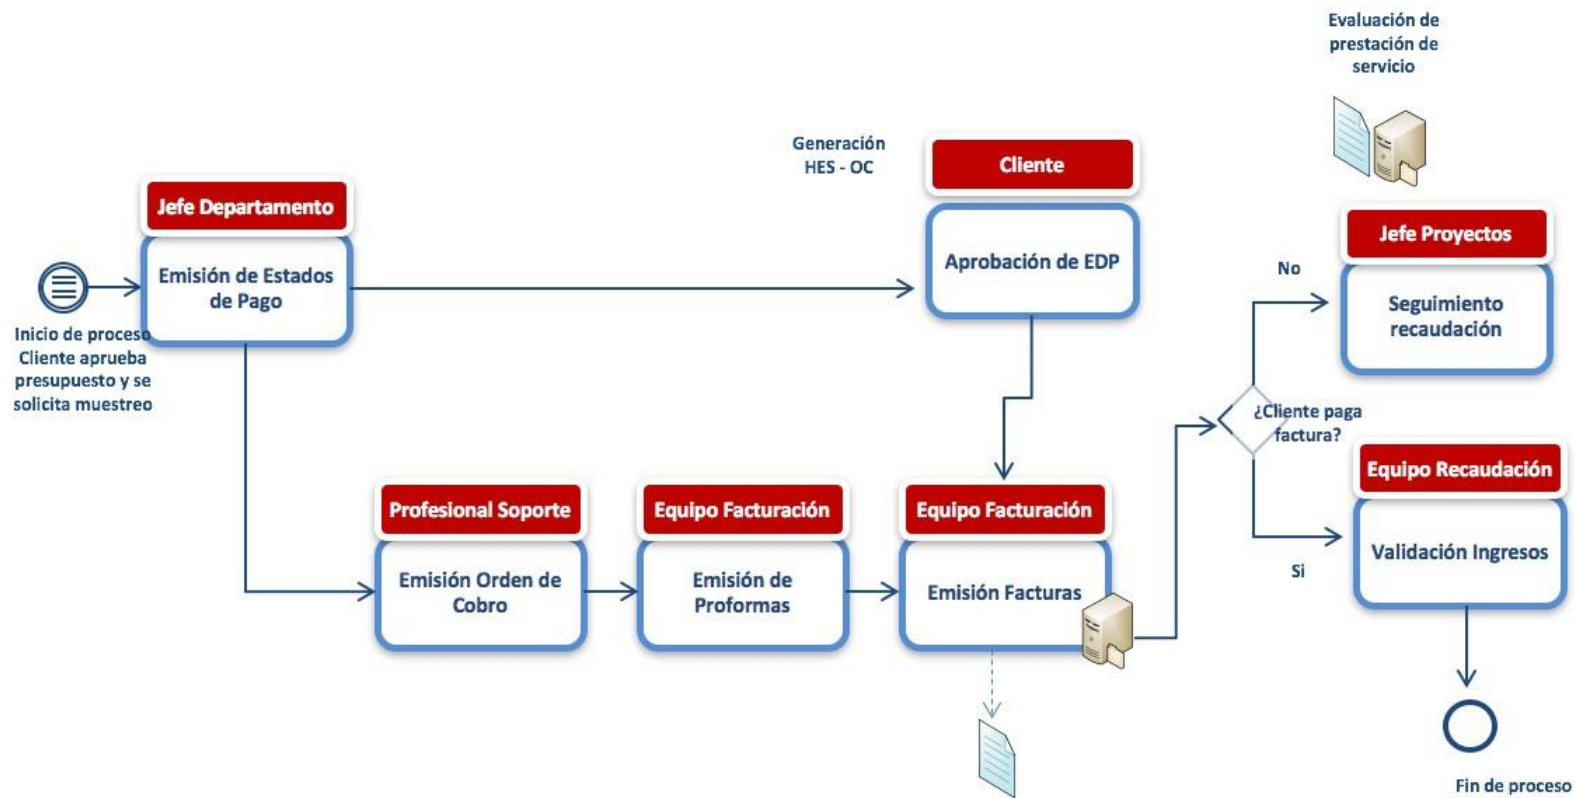 Evaluación de
prestación de
servicio
Generación
HES - OC
Cliente
Aprobación de EDP
Jefe Departamento
Emisión de Estados
de Pago
Inicio de proceso
Cliente aprueba
presupuesto y se
solicita muestreo
Jefe Proyectos
Seguimiento
recaudación
No
¿Cliente paga
factura?
Si
Equipo Recaudación
Validación Ingresos
Profesional Soporte
Emisión Orden de
Cobro
Equipo Facturación
Emisión de
Proformas
Equipo Facturación
Emisión Facturas
Fin de proceso